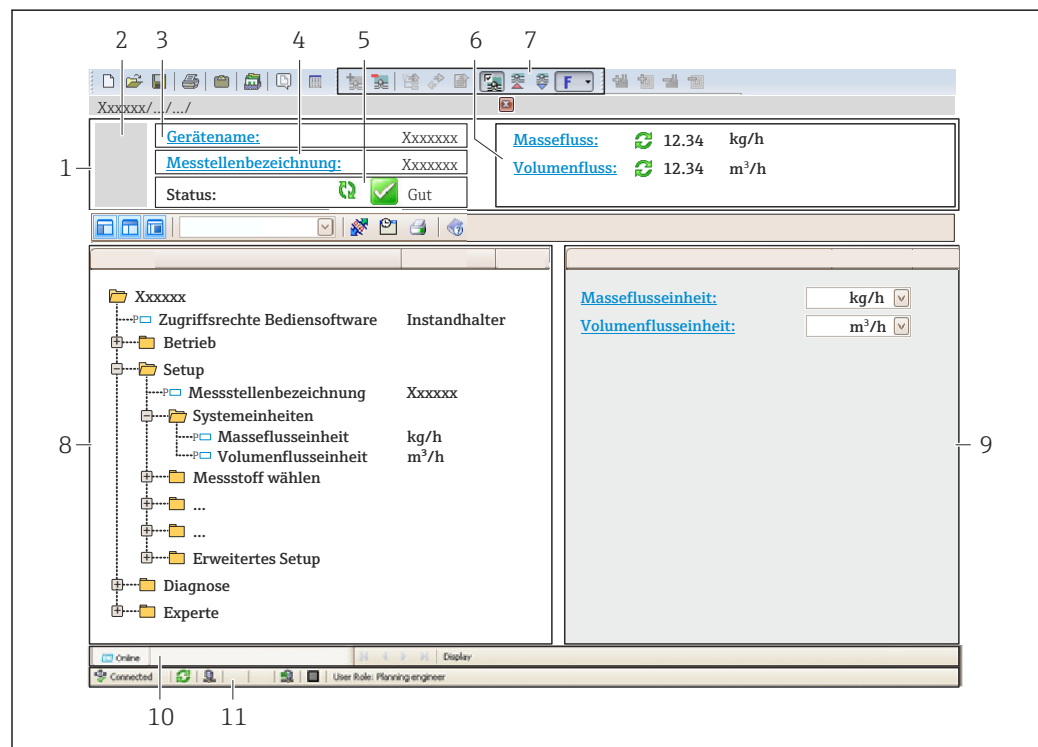 2 3 4 5 6 7
F
Xxxxxx/.../.../
1
Gerätename: Xxxxxxx
Messtellenbezeichnung: Xxxxxxx
Status: Gut
Massefluss: 12.34 kg/h
Volumenfluss: 12.34 m³/h
Xxxxxx
P Zugriffsrechte Bediensoftware Instandhalter
Betrieb
Setup
P Messstellenbezeichnung Xxxxxx
Systemeinheiten
P Masseflusseinheit kg/h
P Volumenflusseinheit m³/h
Messstoff wählen
...
...
Erweitertes Setup
Diagnose
Experte
Masseflusseinheit: kg/h
Volumenflusseinheit: m³/h
8
9
Online Display
Connected User Role: Planning engineer
10 11